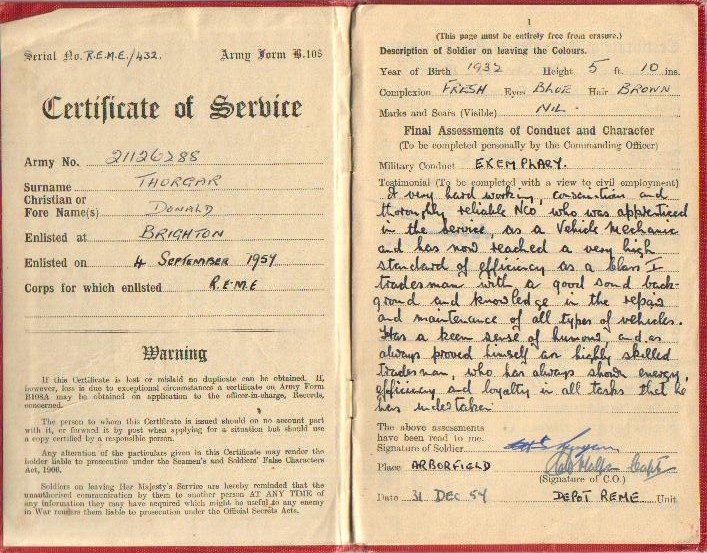 Serial No. R.E.M.E./432. Army Form B.108
Certificate of Service
Army No. 21126288
Surname THORGAR
Christian or
Fore Name(s) DONALD
Enlisted at BRIGHTON
Enlisted on 4 SEPTEMBER 1954
Corps for which enlisted R.E.M.E
Warning
If this Certificate is lost or mislaid no duplicate can be obtained. If,
however, loss is due to exceptional circumstances a certificate on Army Form
B108A may be obtained on application to the officer-in-charge, Records,
concerned.
The person to whom this Certificate is issued should on no account part
with it, or forward it by post when applying for a situation but should use
a copy certified by a responsible person.
Any alteration of the particulars given in this Certificate may render the
holder liable to prosecution under the Seamen's and Soldiers' False Characters
Act, 1906.
Soldiers on leaving Her Majesty's Service are hereby reminded that the
unauthorised communication by them to another person AT ANY TIME of
any information they may have acquired which might be useful to any enemy
in War renders them liable to prosecution under the Official Secrets Acts.
1
(This page must be entirely free from erasure.)
Description of Soldier on leaving the Colours.
Year of Birth 1932 Height 5 ft. 10 ins.
Complexion FRESH Eyes BLUE Hair BROWN
Marks and Scars (Visible) NIL
Final Assessments of Conduct and Character
(To be completed personally by the Commanding Officer)
Military Conduct EXEMPLARY.
Testimonial (To be completed with a view to civil employment)
A very hard working, and
thoroughly reliable NCO who was apprenticed
in the service, as a Vehicle Mechanic
and has now reached a very high
standard of efficiency as a Class I
tradesman with a good sond back-
ground and knowledge in the repair
and maintenance of all types of vehicles.
Has a keen sense of humour, and as
always proved himself an highly skilled
tradesman, who has always shown energy,
efficiency and loyalty in all tasks that he
has undertaken
The above assessments
have been read to me.
Signature of Soldier
Place ARBORFIELD Capt
(Signature of C.O.)
Date 31 DEC 54 DEPOT REME Unit